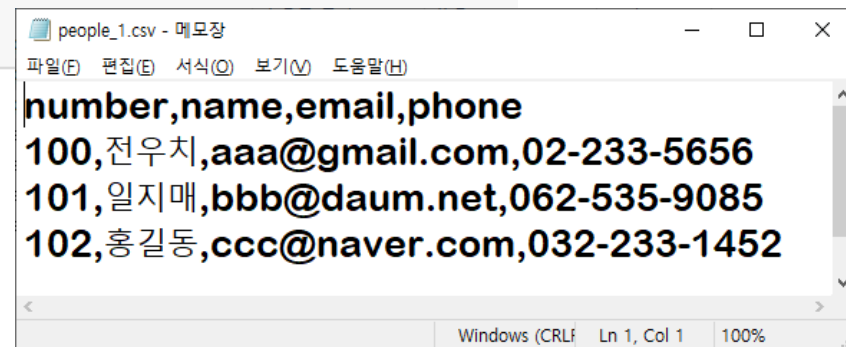 people_1.csv - 메모장
파일(F) 편집(E) 서식(O) 보기(V) 도움말(H)
number,name,email,phone
100,전우치,aaa@gmail.com,02-233-5656
101,일지매,bbb@daum.net,062-535-9085
102,홍길동,ccc@naver.com,032-233-1452
Windows (CRLF Ln 1, Col 1 100%